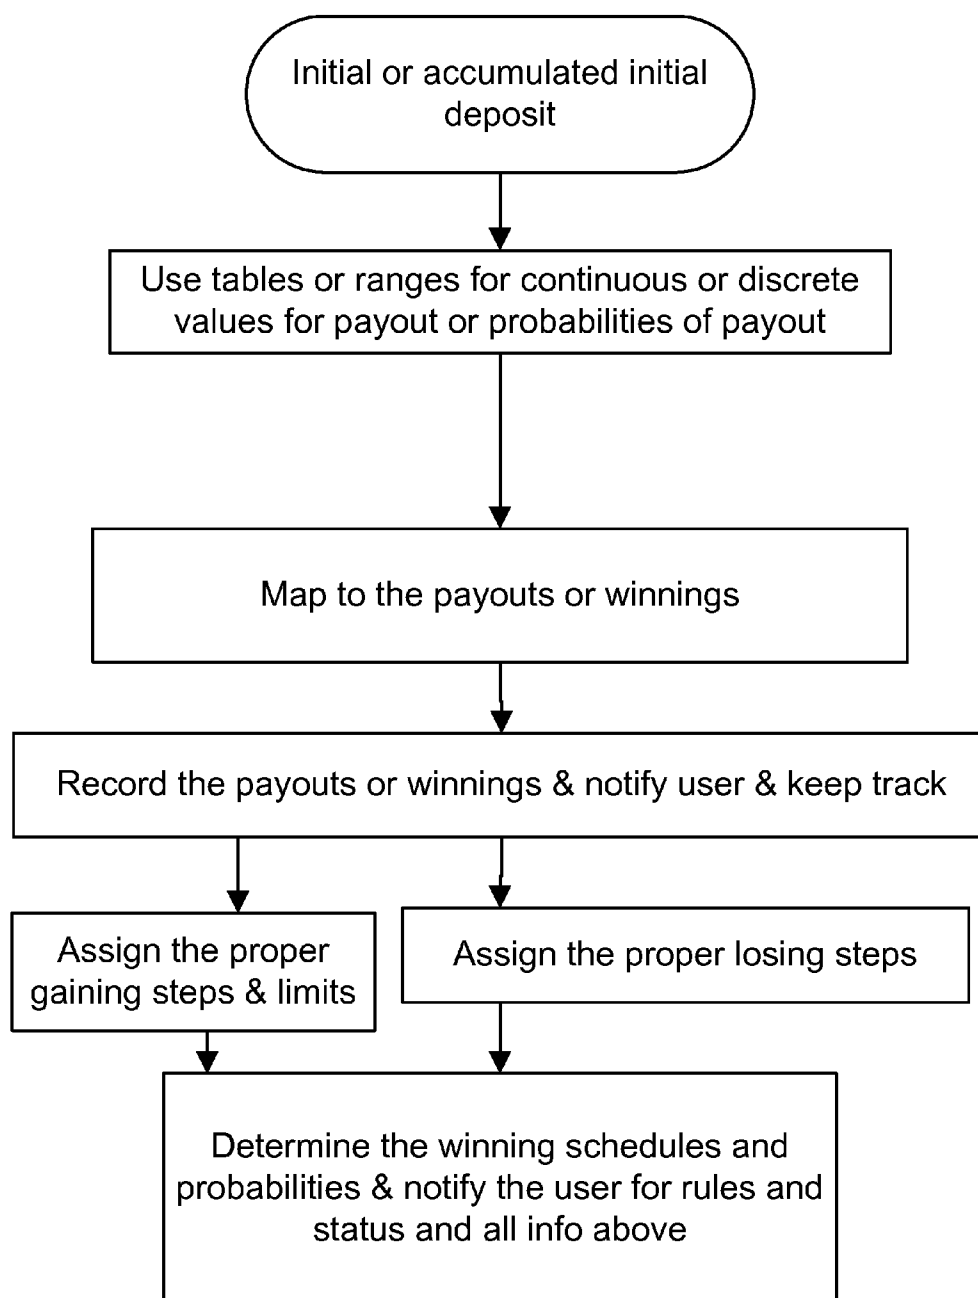 Initial or accumulated initial
deposit
Use tables or ranges for continuous or discrete
values for payout or probabilities of payout
Map to the payouts or winnings
Record the payouts or winnings & notify user & keep track
Assign the proper
gaining steps & limits
Assign the proper losing steps
Determine the winning schedules and
probabilities & notify the user for rules and
status and all info above